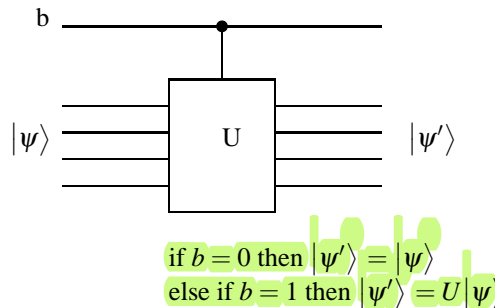 b
|ψ⟩ U |ψ′⟩
if b = 0 then |ψ′⟩ = |ψ⟩
else if b = 1 then |ψ′⟩ = U|ψ⟩